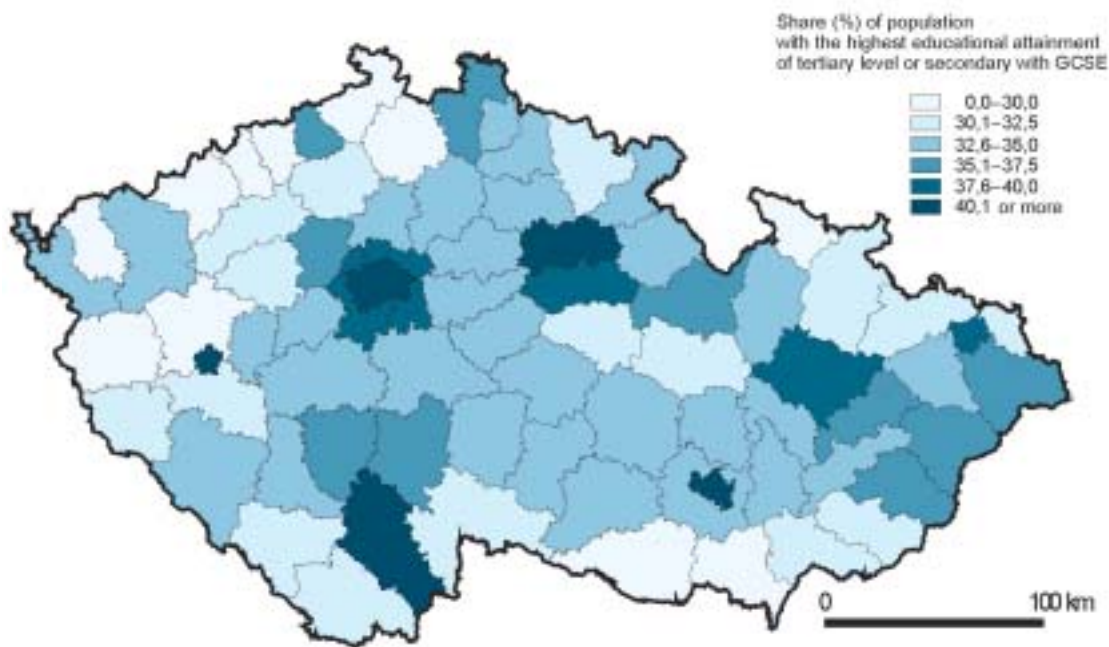 Share (%) of population
with the highest educational attainment
of tertiary level or secondary with GCSE
0,0–30,0
30,1–32,5
32,6–35,0
35,1–37,5
37,6–40,0
40,1 or more
0 100 km